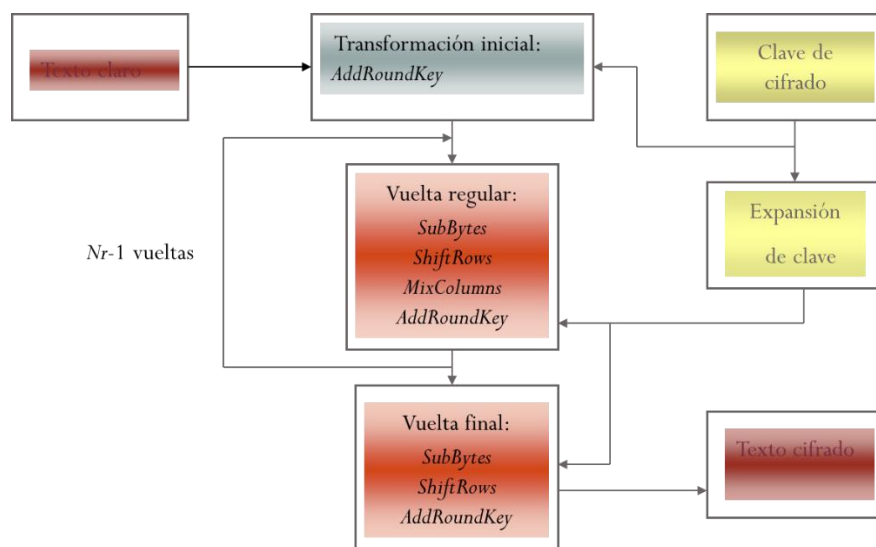 Texto claro
Transformación inicial:
AddRoundKey
Clave de
cifrado
Vuelta regular:
SubBytes
ShiftRows
MixColumns
AddRoundKey
Expansión
de clave
Nr-1 vueltas
Vuelta final:
SubBytes
ShiftRows
AddRoundKey
Texto cifrado